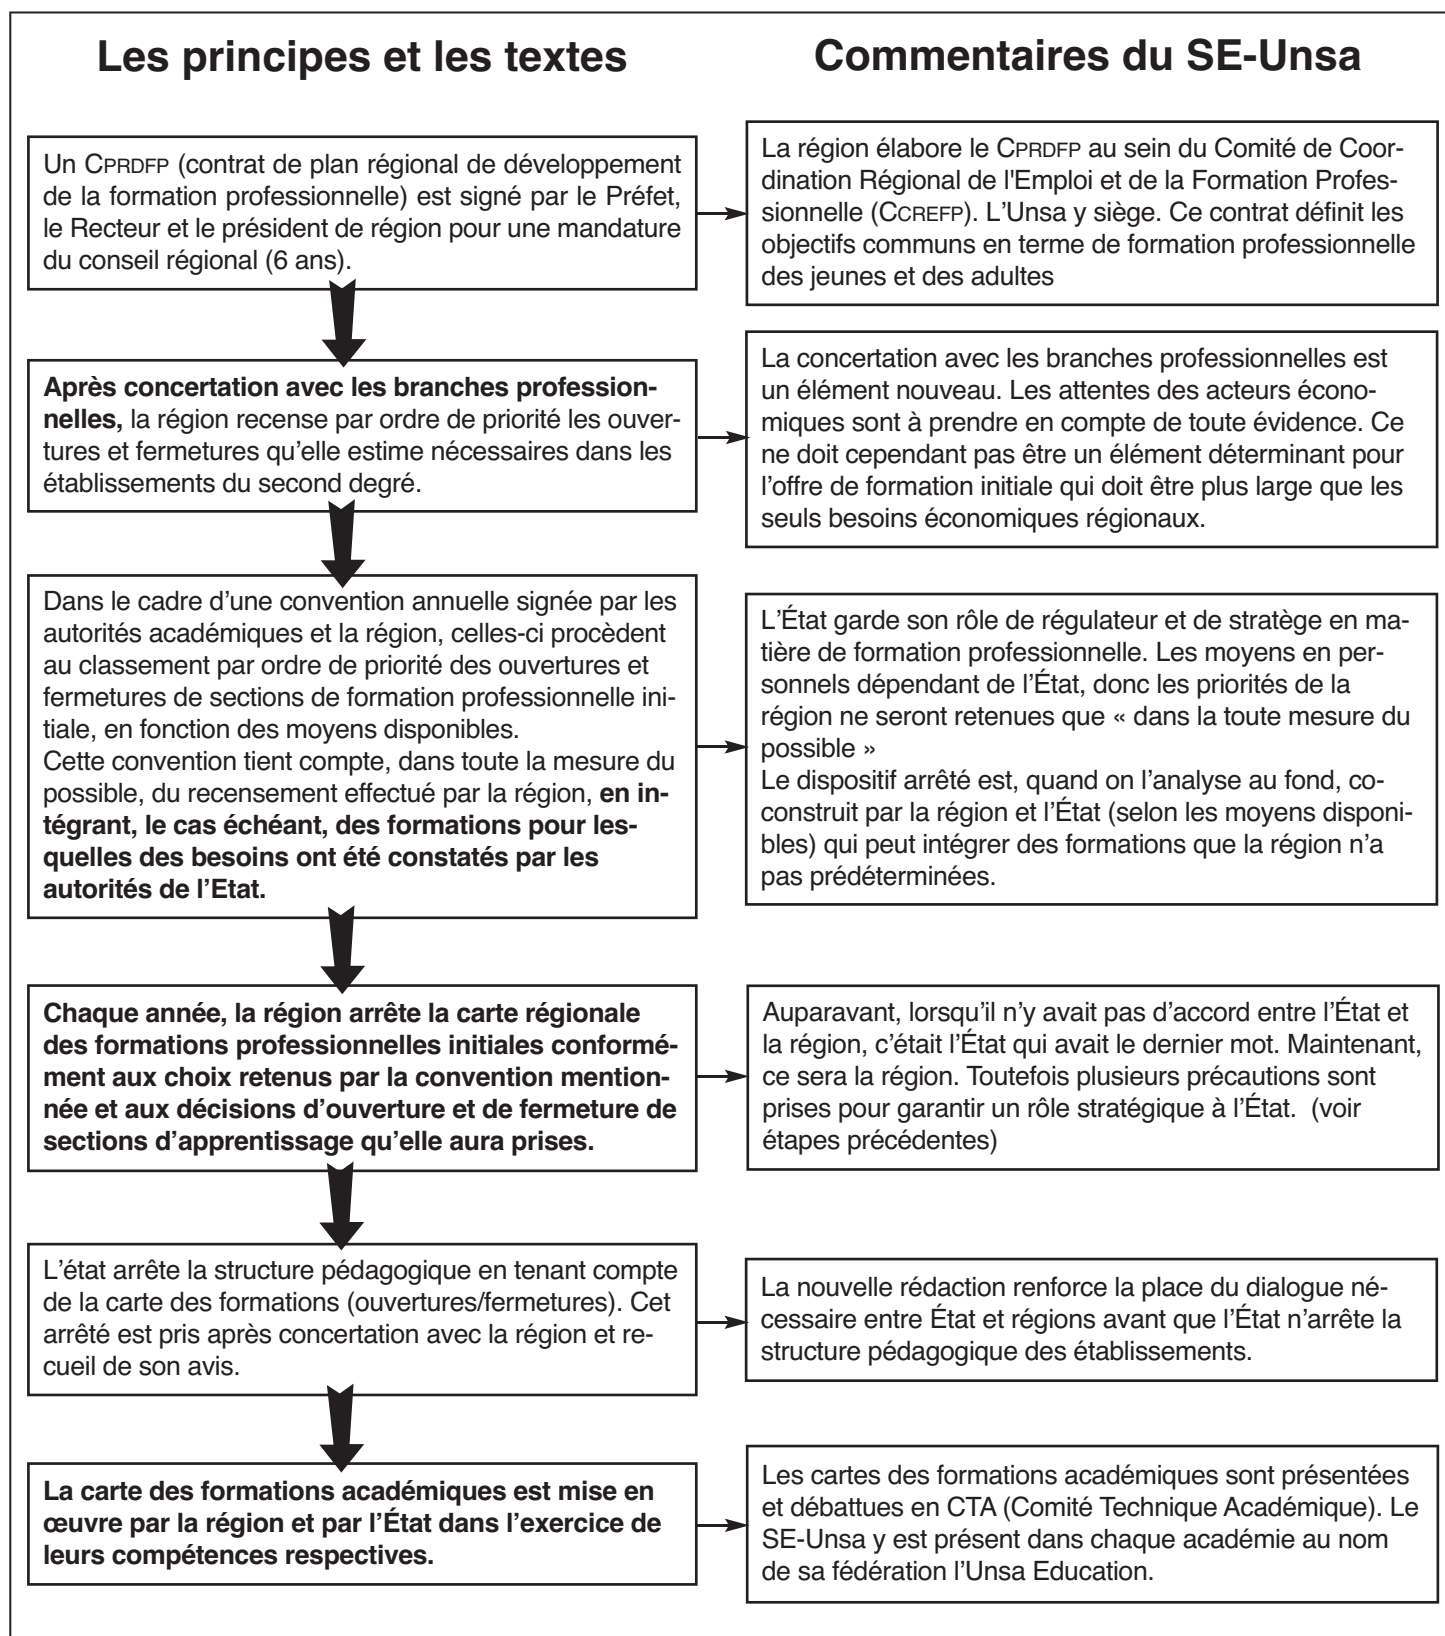 Les principes et les textes
Commentaires du SE-Unsa
Un CPRDFP (contrat de plan régional de développement
de la formation professionnelle) est signé par le Préfet,
le Recteur et le président de région pour une mandature
du conseil régional (6 ans).
La région élabore le CPRDFP au sein du Comité de Coor-
dination Régional de l'Emploi et de la Formation Profes-
sionnelle (CCREFP). L’Unsa y siège. Ce contrat définit les
objectifs communs en terme de formation professionnelle
des jeunes et des adultes
Après concertation avec les branches profession-
nelles, la région recense par ordre de priorité les ouver-
tures et fermetures qu’elle estime nécessaires dans les
établissements du second degré.
La concertation avec les branches professionnelles est
un élément nouveau. Les attentes des acteurs écono-
miques sont à prendre en compte de toute évidence. Ce
ne doit cependant pas être un élément déterminant pour
l’offre de formation initiale qui doit être plus large que les
seuls besoins économiques régionaux.
Dans le cadre d’une convention annuelle signée par les
autorités académiques et la région, celles-ci procèdent
au classement par ordre de priorité des ouvertures et
fermetures de sections de formation professionnelle ini-
tiale, en fonction des moyens disponibles.
Cette convention tient compte, dans toute la mesure du
possible, du recensement effectué par la région, en in-
tégrant, le cas échéant, des formations pour les-
quelles des besoins ont été constatés par les
autorités de l’Etat.
L’État garde son rôle de régulateur et de stratège en ma-
tière de formation professionnelle. Les moyens en per-
sonnels dépendant de l’État, donc les priorités de la
région ne seront retenues que « dans la toute mesure du
possible »
Le dispositif arrêté est, quand on l’analyse au fond, co-
construit par la région et l’État (selon les moyens disponi-
bles) qui peut intégrer des formations que la région n’a
pas prédéterminées.
Chaque année, la région arrête la carte régionale
des formations professionnelles initiales conformé-
ment aux choix retenus par la convention mention-
née et aux décisions d’ouverture et de fermeture de
sections d’apprentissage qu’elle aura prises.
Auparavant, lorsqu’il n’y avait pas d’accord entre l’État et
la région, c’était l’État qui avait le dernier mot. Maintenant,
ce sera la région. Toutefois plusieurs précautions sont
prises pour garantir un rôle stratégique à l’État. (voir
étapes précédentes)
L’état arrête la structure pédagogique en tenant compte
de la carte des formations (ouvertures/fermetures). Cet
arrêté est pris après concertation avec la région et re-
cueil de son avis.
La nouvelle rédaction renforce la place du dialogue né-
cessaire entre État et régions avant que l’État n’arrête la
structure pédagogique des établissements.
La carte des formations académiques est mise en
œuvre par la région et par l’État dans l’exercice de
leurs compétences respectives.
Les cartes des formations académiques sont présentées
et débattues en CTA (Comité Technique Académique). Le
SE-Unsa y est présent dans chaque académie au nom
de sa fédération l’Unsa Education.